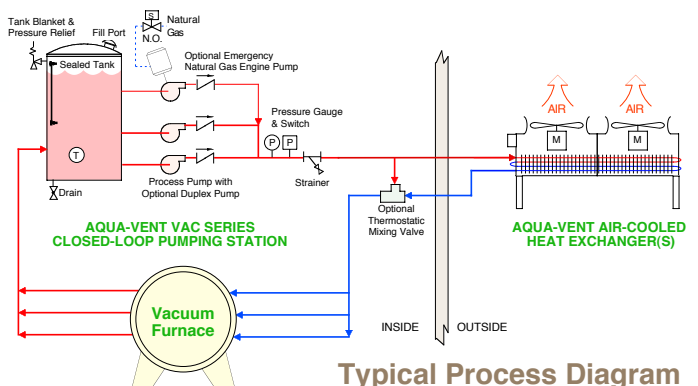 Tank Blanket &
Pressure Relief
Fill Port
S
N.O.
Natural
Gas
Sealed Tank
Optional Emergency
Natural Gas Engine Pump
Pressure Gauge
& Switch
P
P
T
Strainer
Process Pump with
Optional Duplex Pump
Drain
AIR
AIR
M
M
Optional
Thermostatic
Mixing Valve
AQUA-VENT VAC SERIES
CLOSED-LOOP PUMPING STATION
AQUA-VENT AIR-COOLED
HEAT EXCHANGER(S)
Vacuum
Furnace
INSIDE
OUTSIDE
Typical Process Diagram